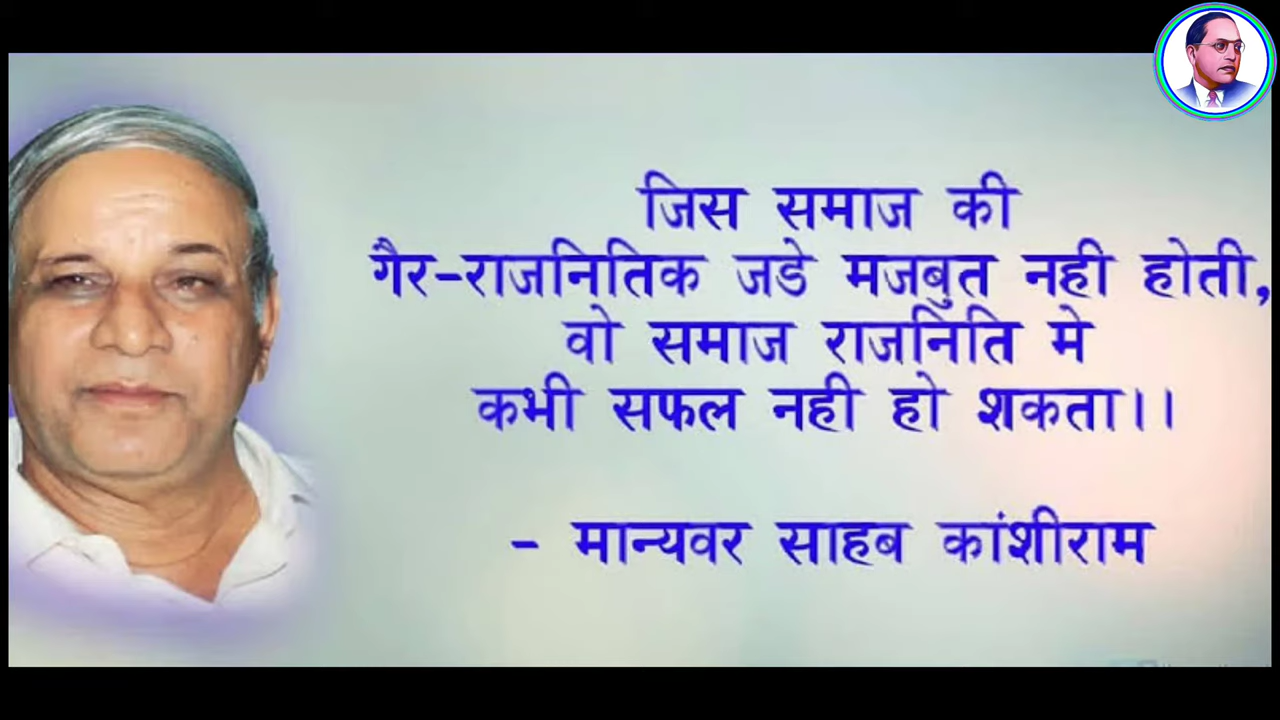 जिस समाज की
गैर-राजनितिक जडे मजबुत नही होती,
वो समाज राजनिति मे
कभी सफल नही हो शकता।।
- मान्यवर साहब कांशीराम